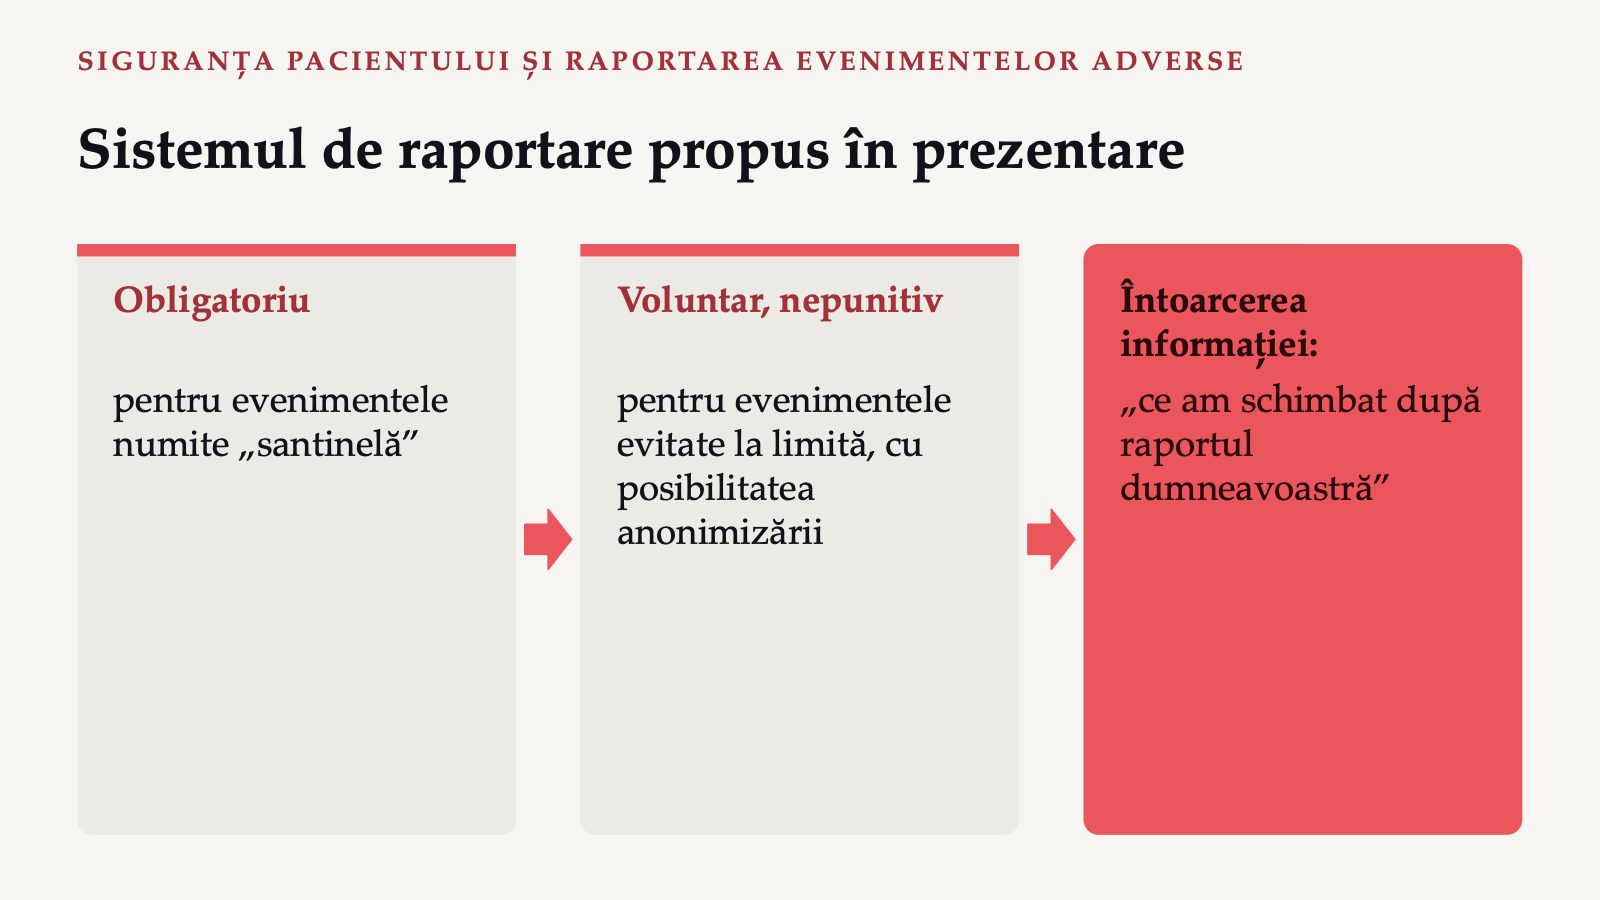 SIGURANȚA PACIENTULUI ȘI RAPORTAREA EVENIMENTELOR ADVERSE
Sistemul de raportare propus în prezentare
Obligatoriu
pentru evenimentele
numite „santinelă”
Voluntar, nepunitiv
pentru evenimentele
evitate la limită, cu
posibilitatea
anonimizării
Întoarcerea
informației:
„ce am schimbat după
raportul
dumneavoastră”